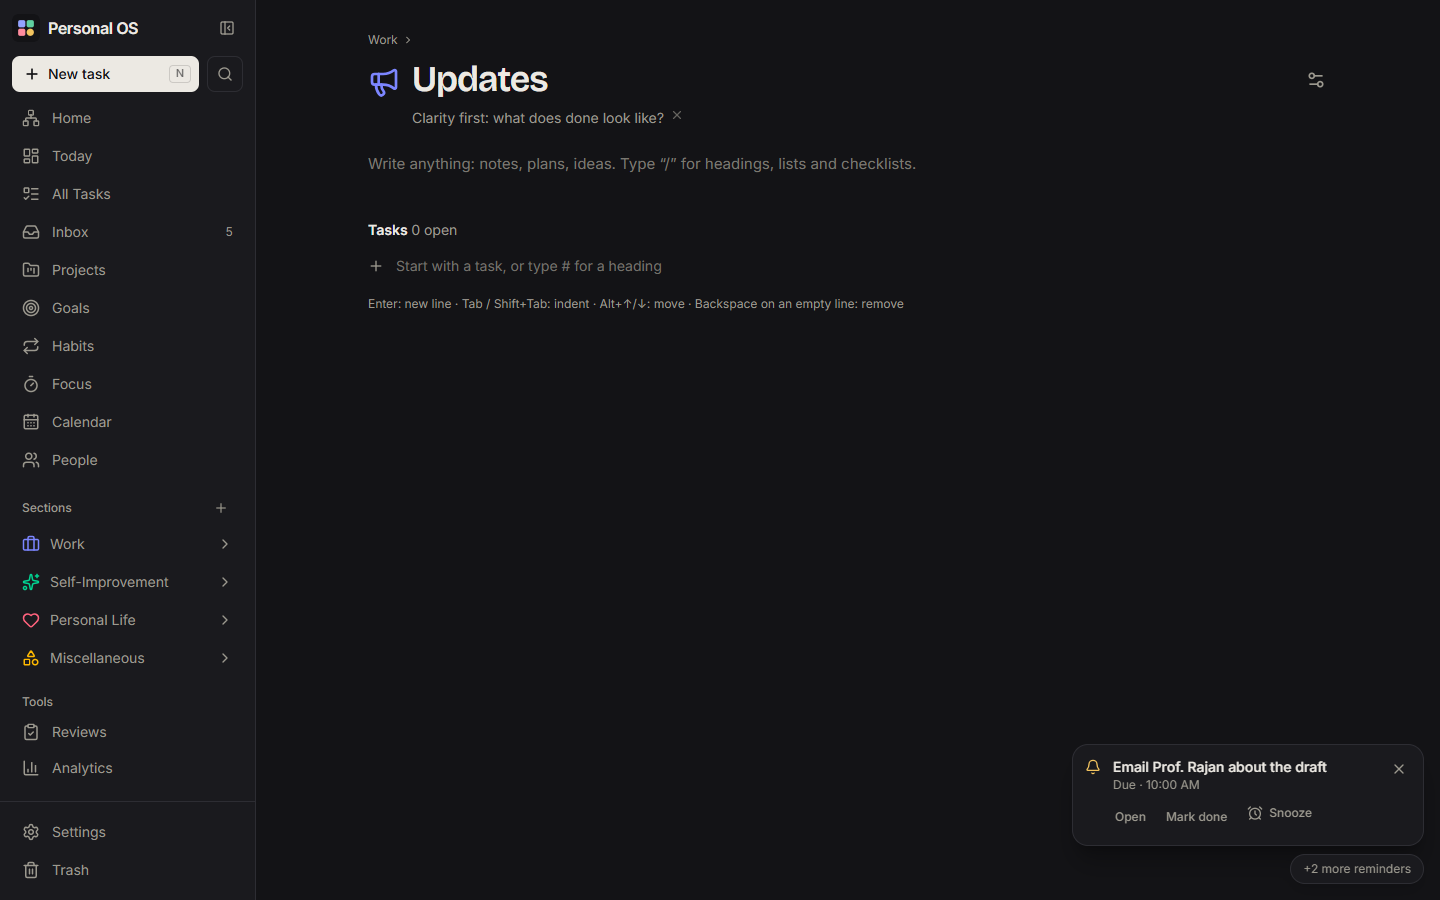 Personal OS
New task N
Home
Today
All Tasks
Inbox 5
Projects
Goals
Habits
Focus
Calendar
People
Sections
Work
Self-Improvement
Personal Life
Miscellaneous
Tools
Reviews
Analytics
Settings
Trash
Work
Updates
Clarity first: what does done look like?
Write anything: notes, plans, ideas. Type “/” for headings, lists and checklists.
Tasks 0 open
Start with a task, or type # for a heading
Enter: new line · Tab / Shift+Tab: indent · Alt+↑/↓: move · Backspace on an empty line: remove
Email Prof. Rajan about the draft
Due · 10:00 AM
Open Mark done Snooze
+2 more reminders